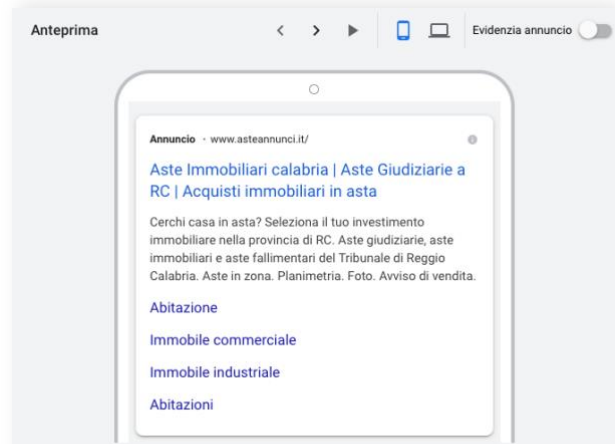 Anteprima
Evidenzia annuncio
Annuncio · www.asteannunci.it/
Aste Immobiliari calabria | Aste Giudiziarie a
RC | Acquisti immobiliari in asta
Cerchi casa in asta? Seleziona il tuo investimento
immobiliare nella provincia di RC. Aste giudiziarie, aste
immobiliari e aste fallimentari del Tribunale di Reggio
Calabria. Aste in zona. Planimetria. Foto. Avviso di vendita.
Abitazione
Immobile commerciale
Immobile industriale
Abitazioni